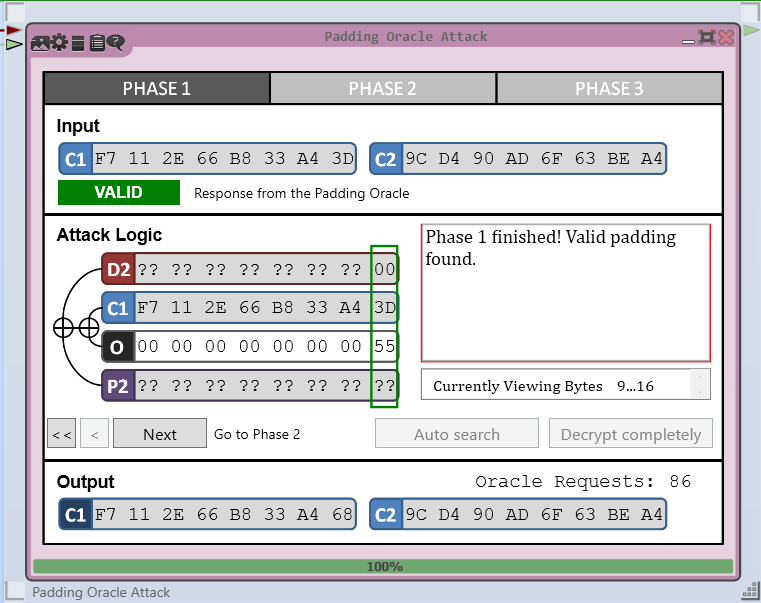 Padding Oracle Attack
PHASE 1 PHASE 2 PHASE 3
Input
C1 F7 11 2E 66 B8 33 A4 3D C2 9C D4 90 AD 6F 63 BE A4
VALID Response from the Padding Oracle
Attack Logic
D2 ?? ?? ?? ?? ?? ?? ?? 00
C1 F7 11 2E 66 B8 33 A4 3D
O 00 00 00 00 00 00 00 55
P2 ?? ?? ?? ?? ?? ?? ?? ??
Phase 1 finished! Valid padding
found.
Currently Viewing Bytes 9...16
<< < Next Go to Phase 2 Auto search Decrypt completely
Output Oracle Requests: 86
C1 F7 11 2E 66 B8 33 A4 68 C2 9C D4 90 AD 6F 63 BE A4
100%
Padding Oracle Attack